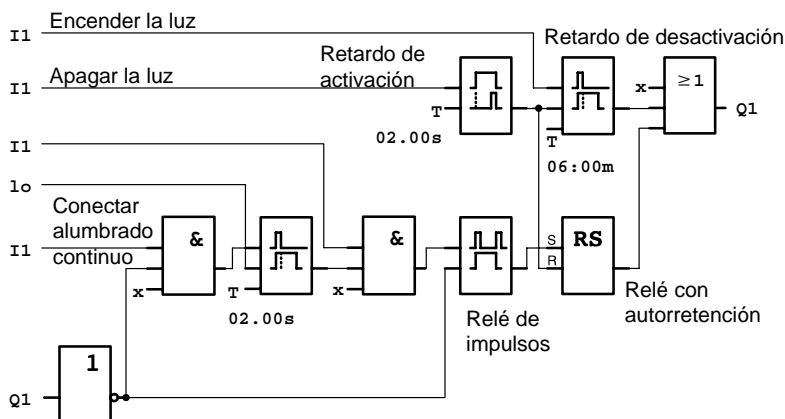 Encender la luz
I1
Retardo de desactivación
Retardo de
activación
Apagar la luz
I1
x
≥1
Q1
T
T
02.00s
06:00m
I1
lo
Conectar
alumbrado
continuo
I1
&
&
S
R
RS
x
T
x
02.00s
Relé de
impulsos
Relé con
autorretención
1
Q1